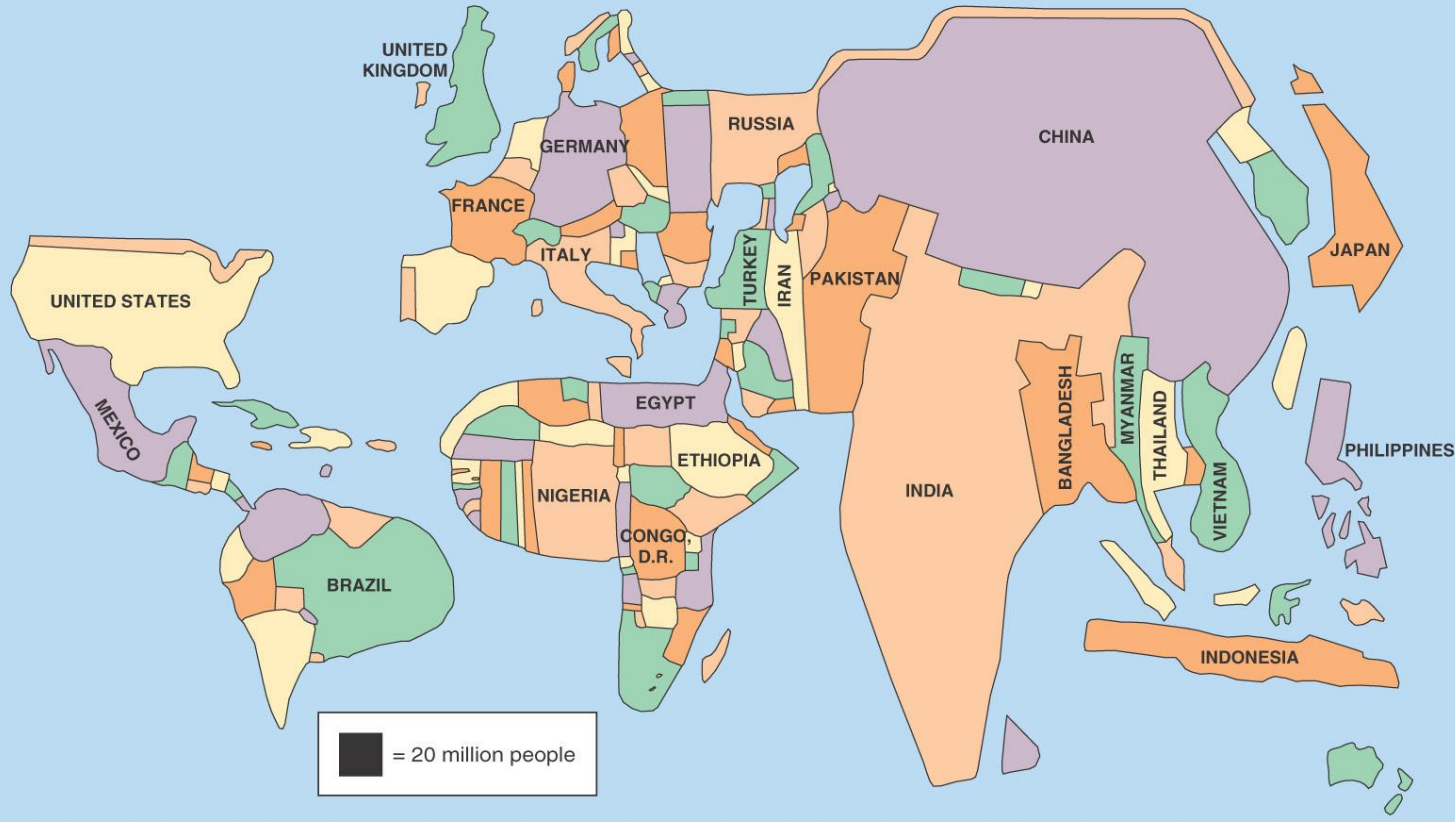 UNITED
KINGDOM
RUSSIA
CHINA
GERMANY
FRANCE
ITALY
TURKEY
IRAN
PAKISTAN
JAPAN
UNITED STATES
MEXICO
EGYPT
ETHIOPIA
NIGERIA
CONGO,
D.R.
INDIA
BANGLADESH
MYANMAR
THAILAND
VIETNAM
PHILIPPINES
BRAZIL
INDONESIA
= 20 million people